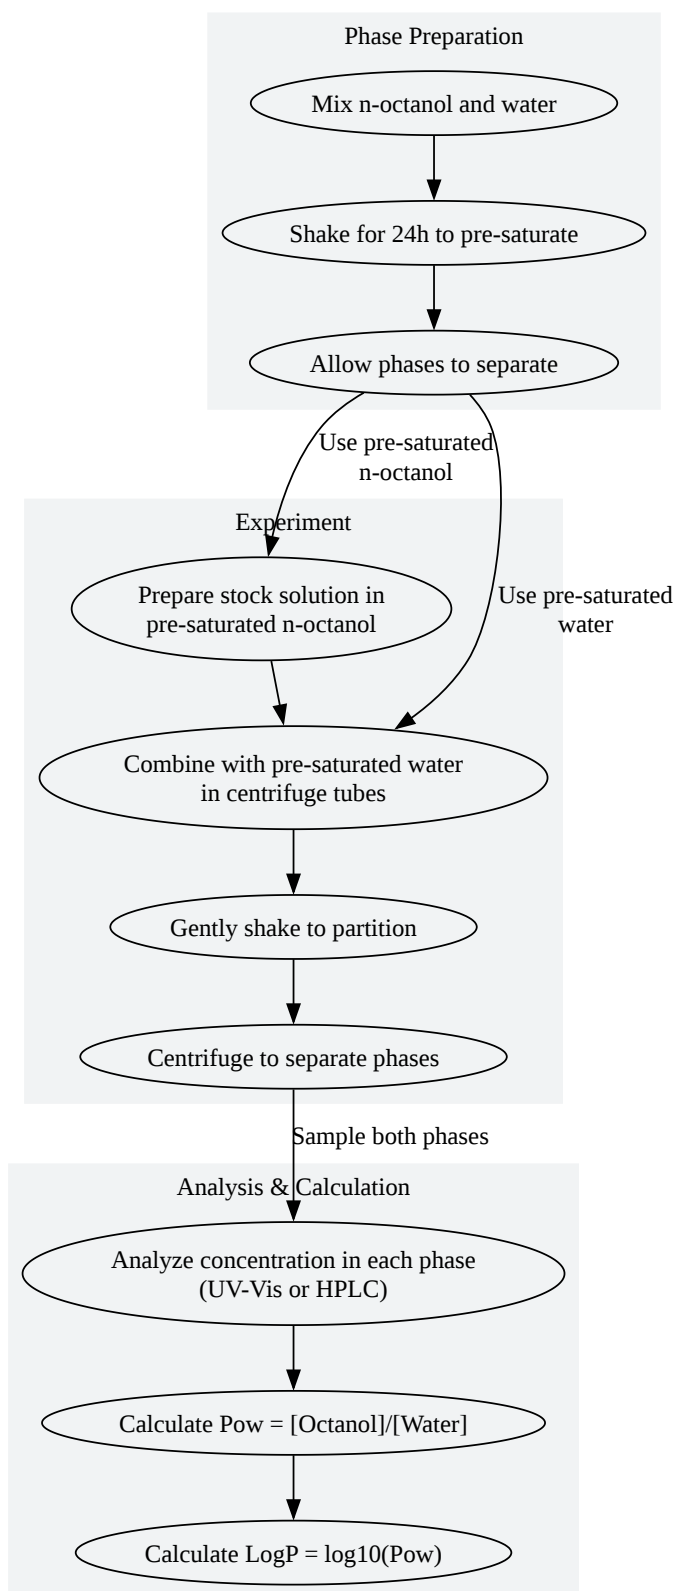 Phase Preparation
Mix n-octanol and water
Shake for 24h to pre-saturate
Allow phases to separate
Use pre-saturated
n-octanol
Experiment
Prepare stock solution in
pre-saturated n-octanol
Use pre-saturated
water
Combine with pre-saturated water
in centrifuge tubes
Gently shake to partition
Centrifuge to separate phases
Sample both phases
Analysis & Calculation
Analyze concentration in each phase
(UV-Vis or HPLC)
Calculate Pow = [Octanol]/[Water]
Calculate LogP = log10(Pow)